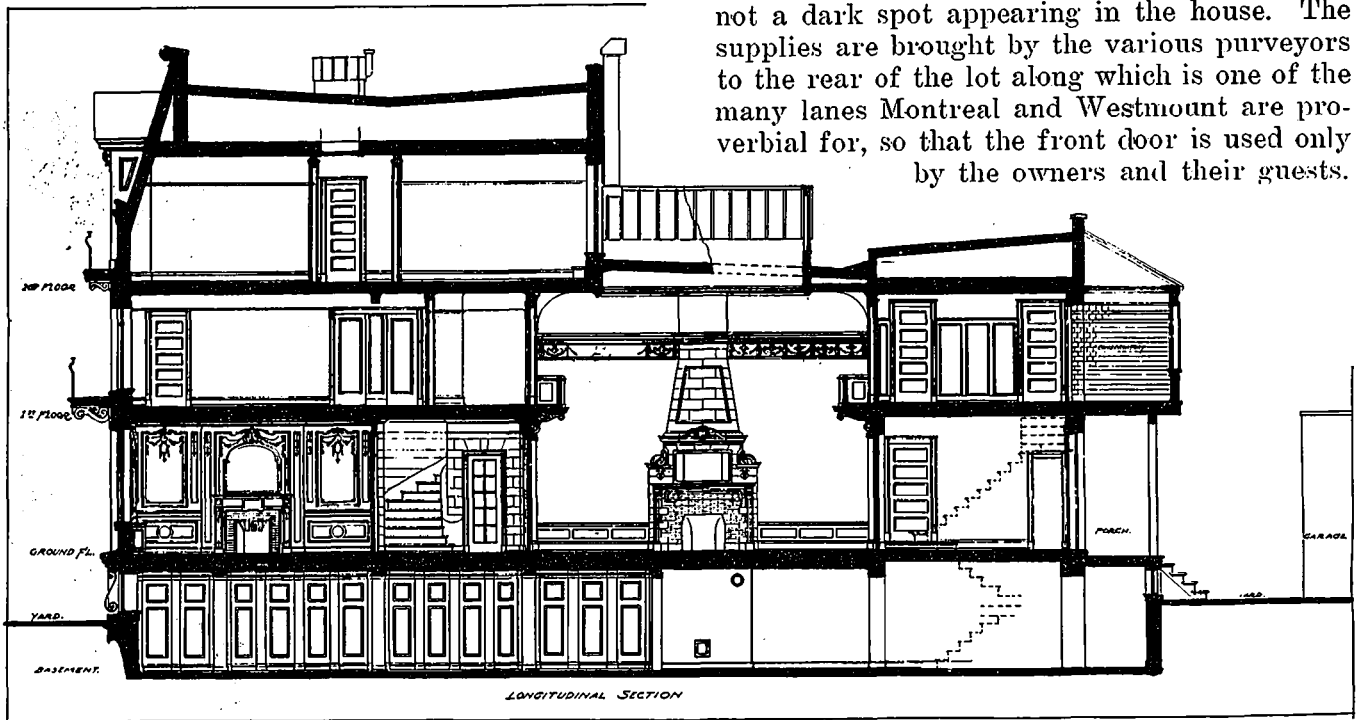 not a dark spot appearing in the house. The
supplies are brought by the various purveyors
to the rear of the lot along which is one of the
many lanes Montreal and Westmount are pro-
verbial for, so that the front door is used only
by the owners and their guests.
2ND FLOOR
1ST FLOOR
GROUND FL.
PORCH.
GARAGE
YARD.
YARD.
BASEMENT.
LONGITUDINAL SECTION